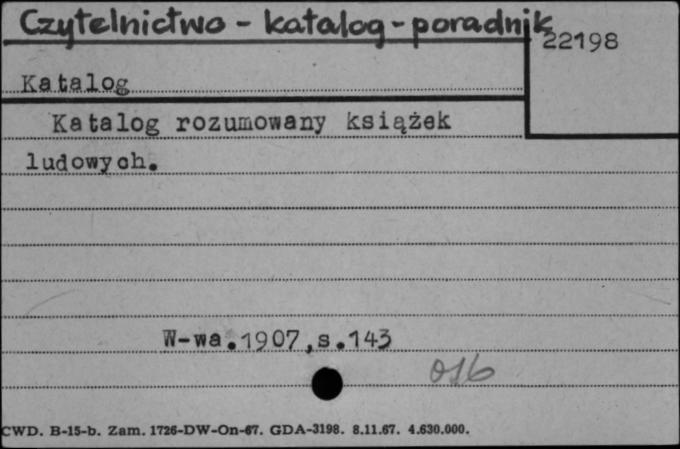 Czytelnictwo - katalog - poradnik
22198
Katalog
Katalog rozumowany książek
ludowych.
W-wa.1907,s.143
016
CWD. B-15-b. Zam. 1726-DW-On-67. GDA-3198. 8.11.67. 4.630.000.